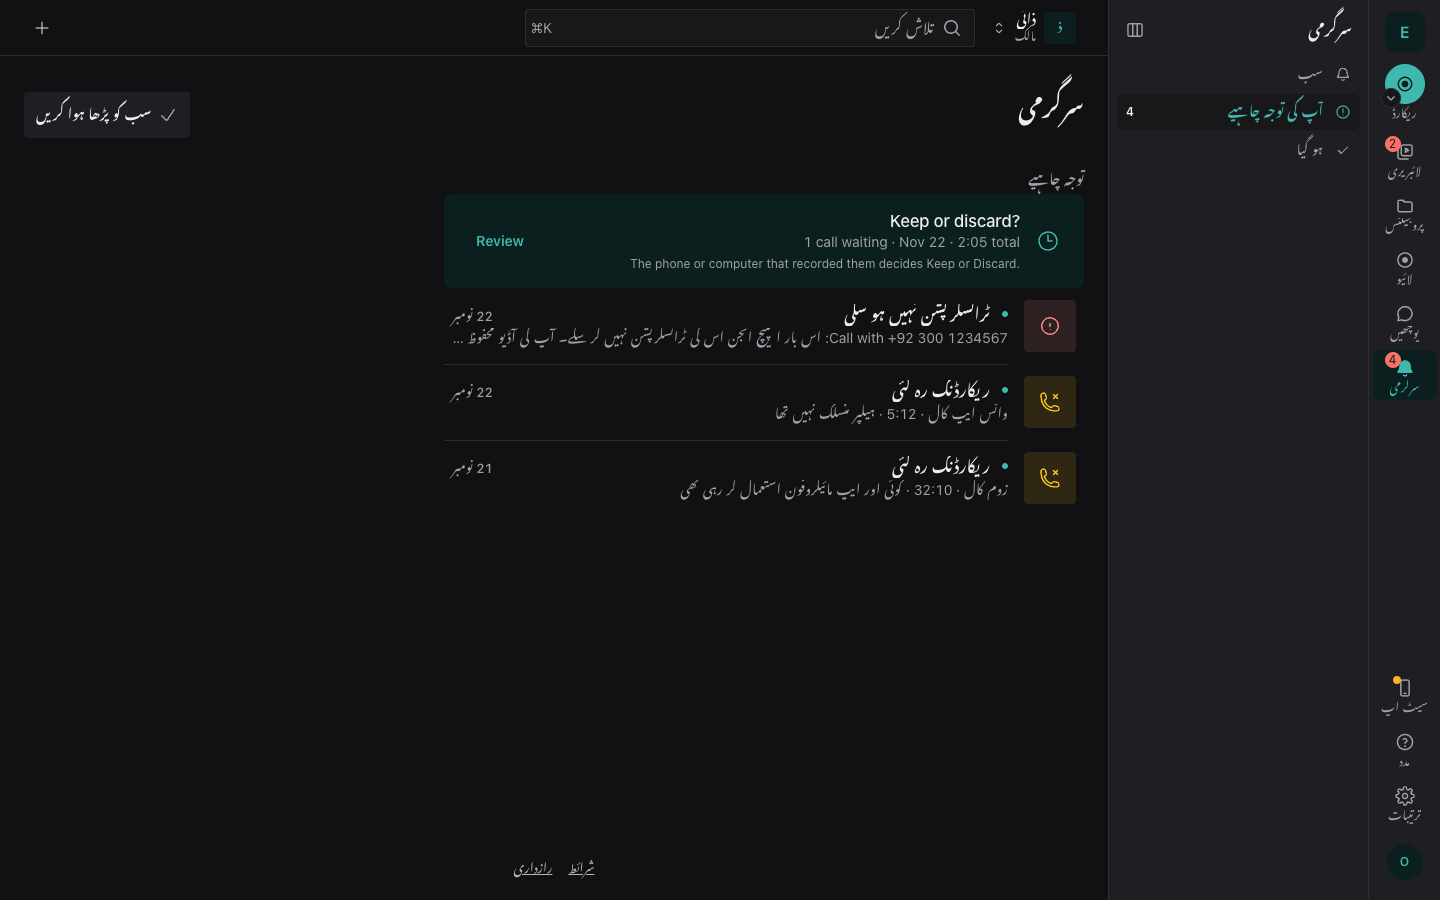 E
ریکارڈ
2
لائبریری
پروجیکٹس
لائیو
پوچھیں
4
سرگرمی
سیٹ اپ
مدد
ترتیبات
O
سرگرمی
سب
آپ کی توجہ چاہیے
4
ہو گیا
ذ
ذاتی
مالک
تلاش کریں
⌘K
سرگرمی
سب کو پڑھا ہوا کریں
توجہ چاہیے
Keep or discard?
1 call waiting · Nov 22 · 2:05 total
The phone or computer that recorded them decides Keep or Discard.
Review
ٹرانسکرپشن نہیں ہو سکی
22 نومبر
Call with +92 300 1234567: اس بار اسپیچ انجن اس کی ٹرانسکرپشن نہیں کر سکے۔ آپ کی آڈیو محفوظ ...
ریکارڈنگ رہ گئی
22 نومبر
واٹس ایپ کال · 5:12 · ہیلپر منسلک نہیں تھا
ریکارڈنگ رہ گئی
21 نومبر
زوم کال · 32:10 · کوئی اور ایپ مائیکروفون استعمال کر رہی تھی
شرائط
رازداری